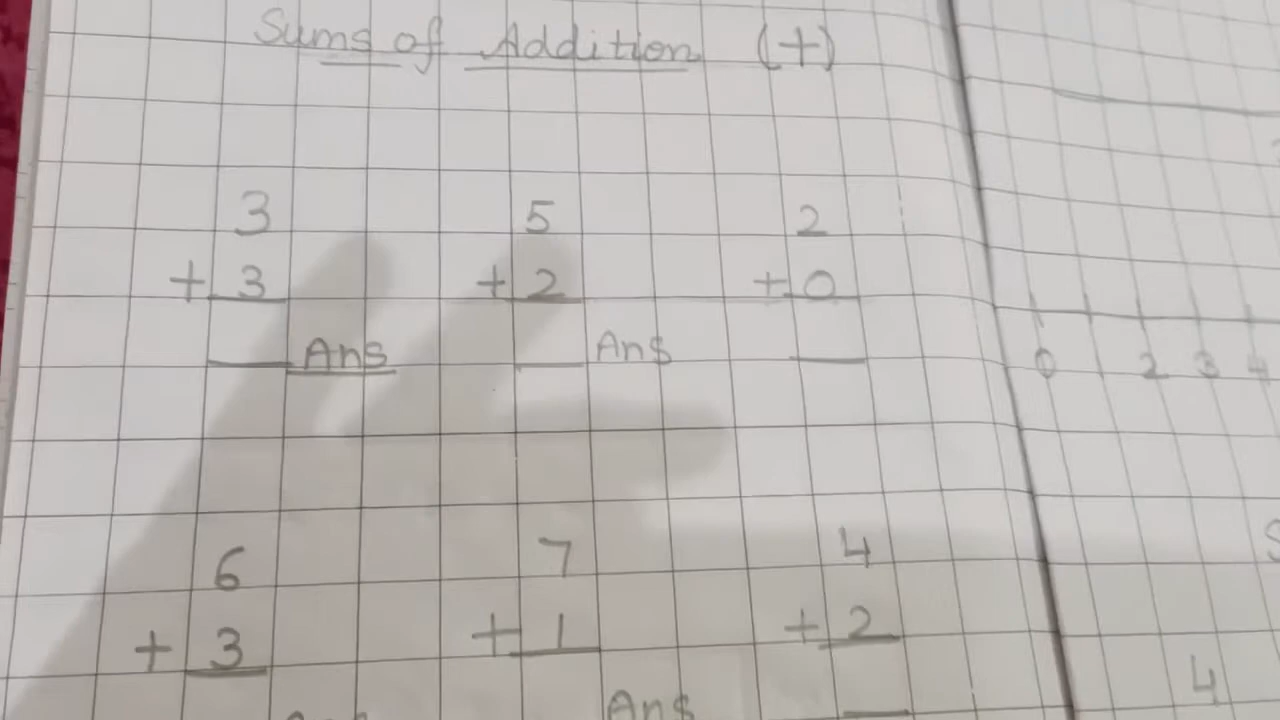 Sums of Addition (+)
3 5 2
+ 3 + 2 + 0
Ans Ans
0 2 3 4
6 7 4
+ 3 + 1 + 2
4
Ans